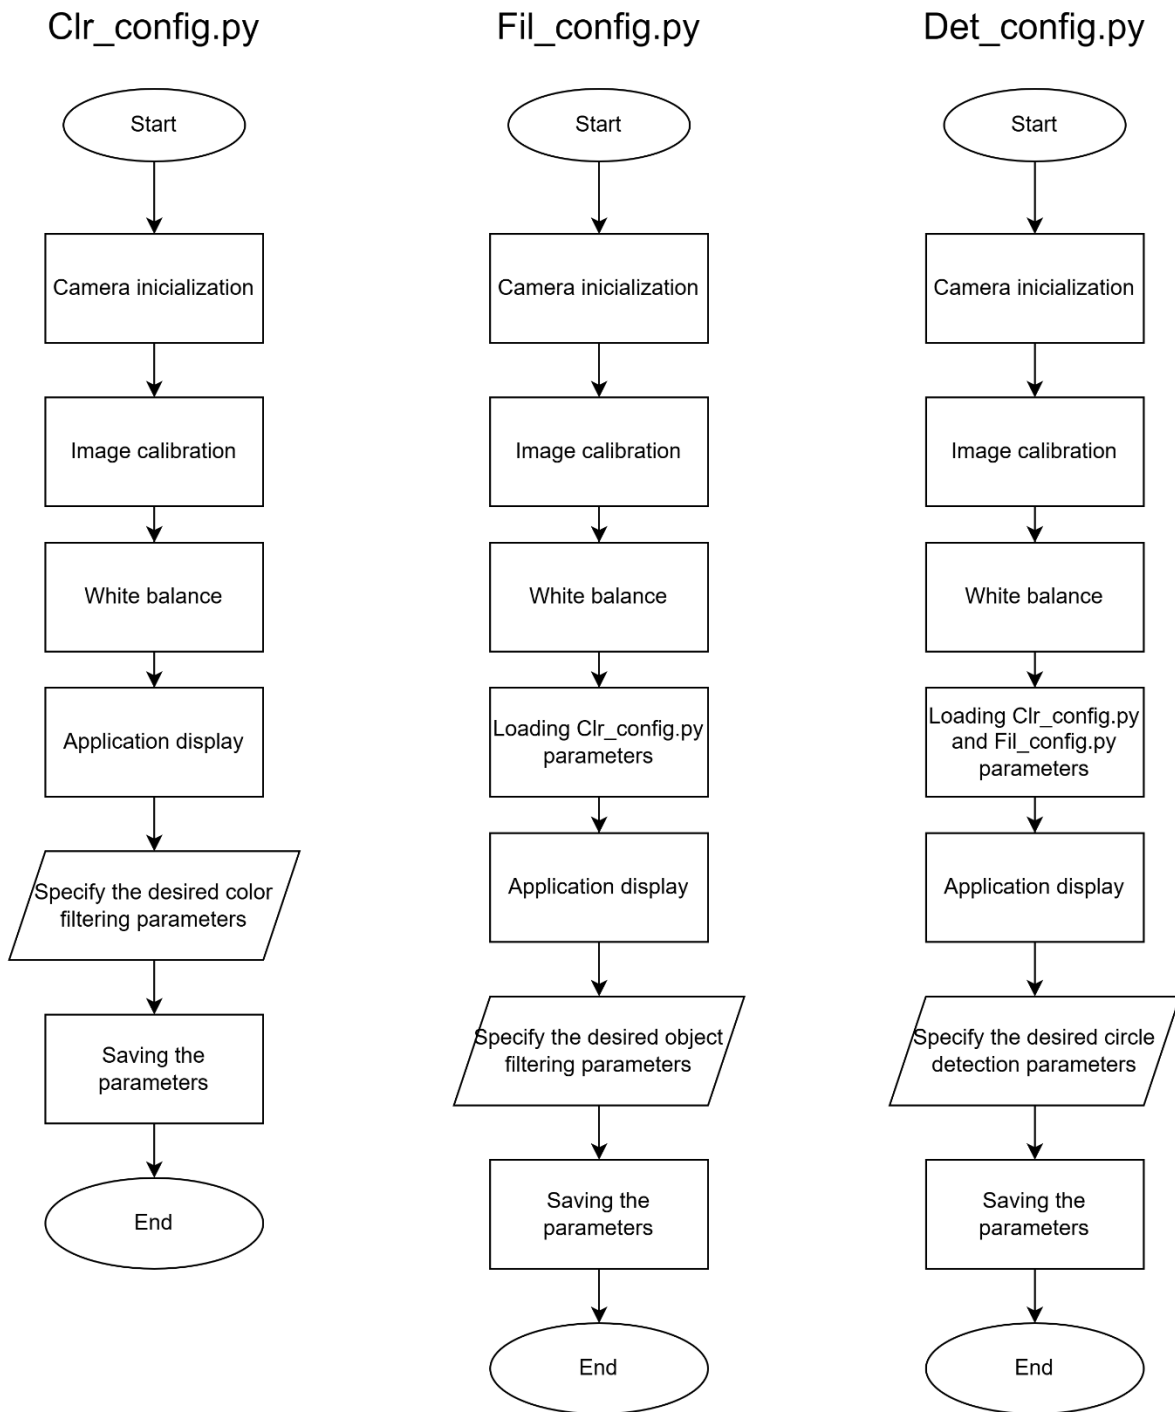 Clr_config.py
Start
Camera inicialization
Image calibration
White balance
Application display
Specify the desired color
filtering parameters
Saving the
parameters
End
Fil_config.py
Start
Camera inicialization
Image calibration
White balance
Loading Clr_config.py
parameters
Application display
Specify the desired object
filtering parameters
Saving the
parameters
End
Det_config.py
Start
Camera inicialization
Image calibration
White balance
Loading Clr_config.py
and Fil_config.py
parameters
Application display
Specify the desired circle
detection parameters
Saving the
parameters
End